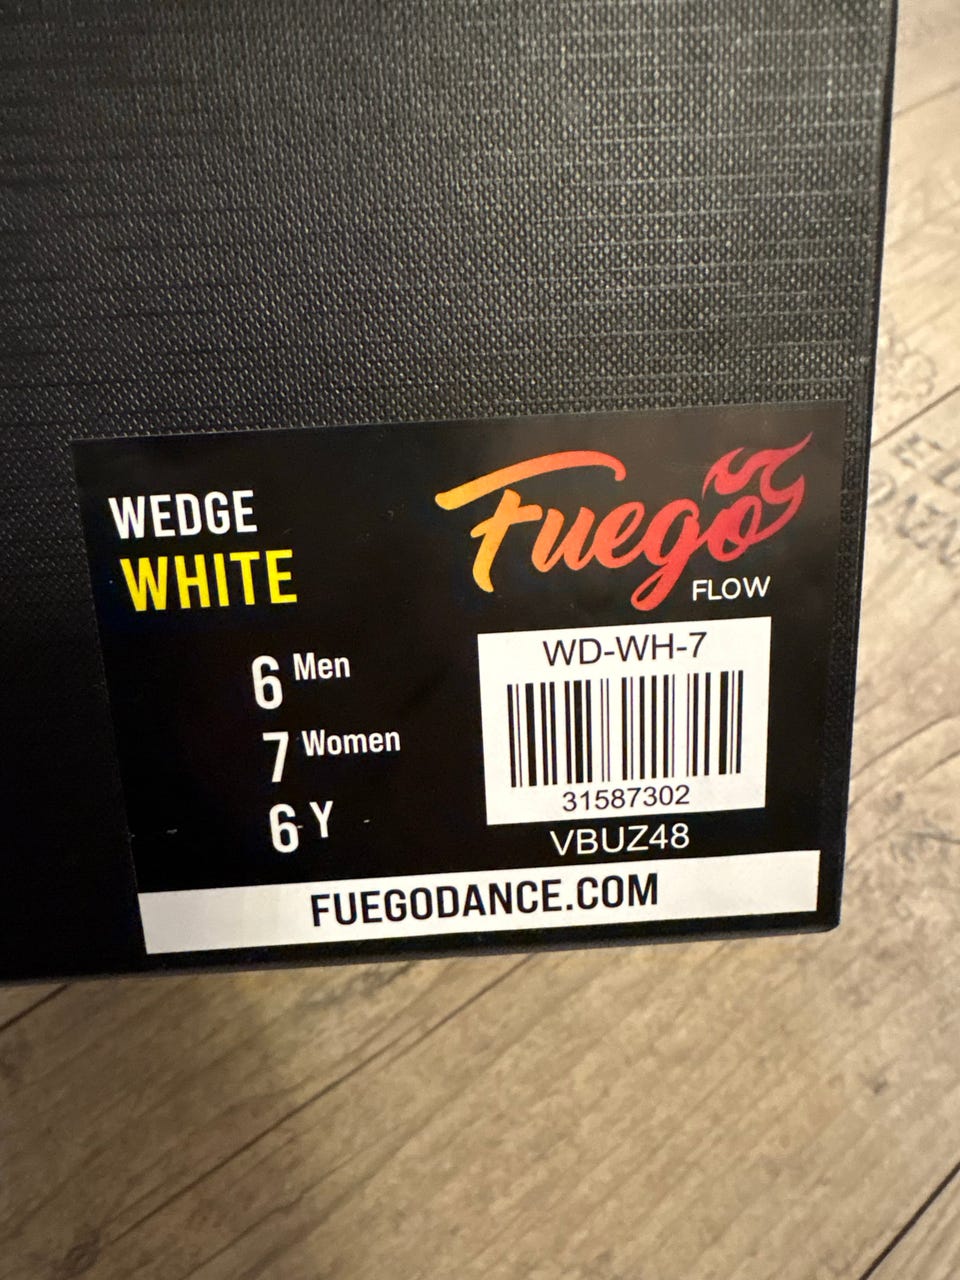 WEDGE
WHITE
Fuego
FLOW
6 Men
7 Women
6 Y
WD-WH-7
31587302
VBUZ48
FUEGODANCE.COM